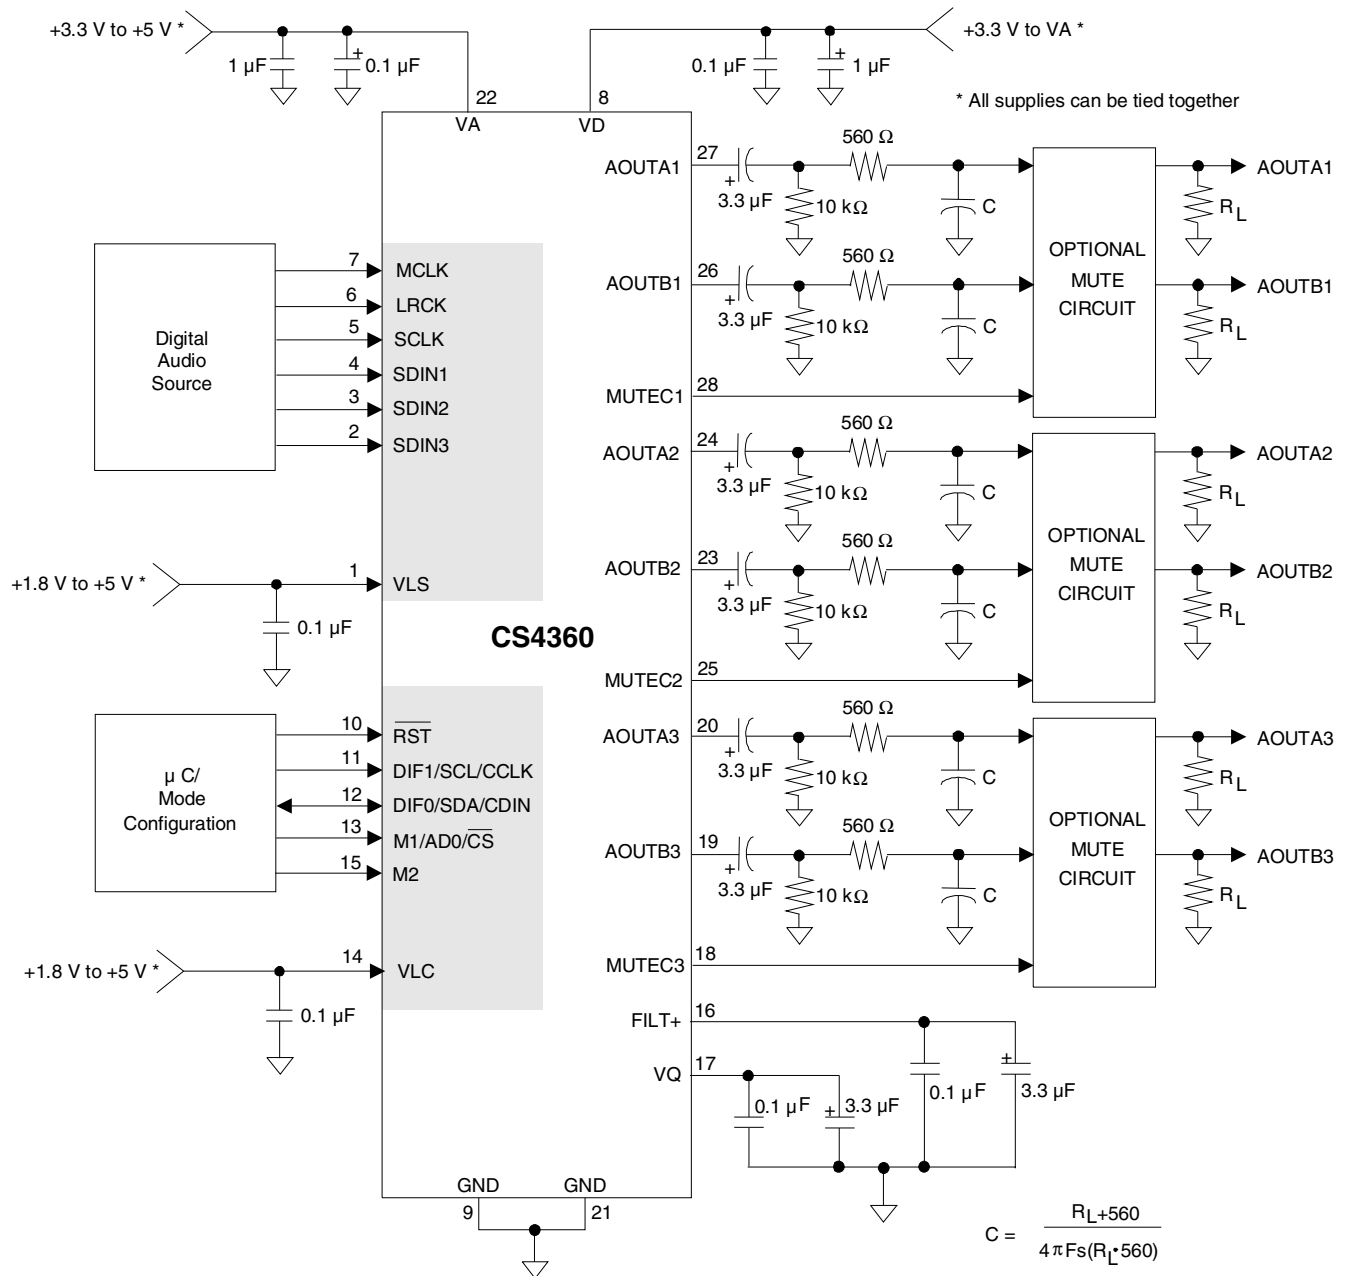 +3.3 V to +5 V *
1 µF
+
0.1 µF
0.1 µF
+
1 µF
+3.3 V to VA *
* All supplies can be tied together
22
VA
8
VD
Digital
Audio
Source
7
MCLK
6
LRCK
5
SCLK
4
SDIN1
3
SDIN2
2
SDIN3
+1.8 V to +5 V *
1
VLS
0.1 µF
CS4360
µ C/
Mode
Configuration
10
RST
11
DIF1/SCL/CCLK
12
DIF0/SDA/CDIN
13
M1/AD0/CS
15
M2
+1.8 V to +5 V *
14
VLC
0.1 µF
GND
9
GND
21
AOUTA1
27
+
3.3 µF
10 kΩ
560 Ω
C
AOUTA1
RL
AOUTB1
26
+
3.3 µF
10 kΩ
560 Ω
C
AOUTB1
RL
MUTEC1
28
OPTIONAL
MUTE
CIRCUIT
AOUTA2
24
+
3.3 µF
10 kΩ
560 Ω
C
AOUTA2
RL
AOUTB2
23
+
3.3 µF
10 kΩ
560 Ω
C
AOUTB2
RL
MUTEC2
25
OPTIONAL
MUTE
CIRCUIT
AOUTA3
20
+
3.3 µF
10 kΩ
560 Ω
C
AOUTA3
RL
AOUTB3
19
+
3.3 µF
10 kΩ
560 Ω
C
AOUTB3
RL
MUTEC3
18
OPTIONAL
MUTE
CIRCUIT
FILT+
16
0.1 µF
+
3.3 µF
VQ
17
0.1 µF
+
3.3 µF
C = RL+560
4πFs(RL•560)